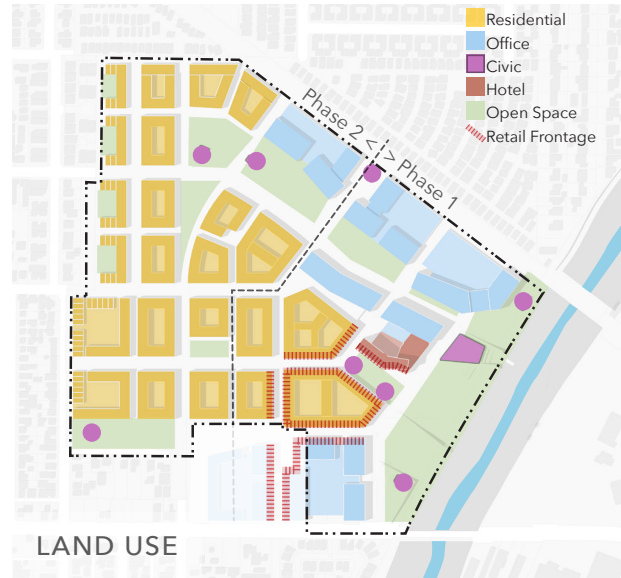 Residential
Office
Civic
Hotel
Open Space
Retail Frontage
Phase 2 < > Phase 1
LAND USE